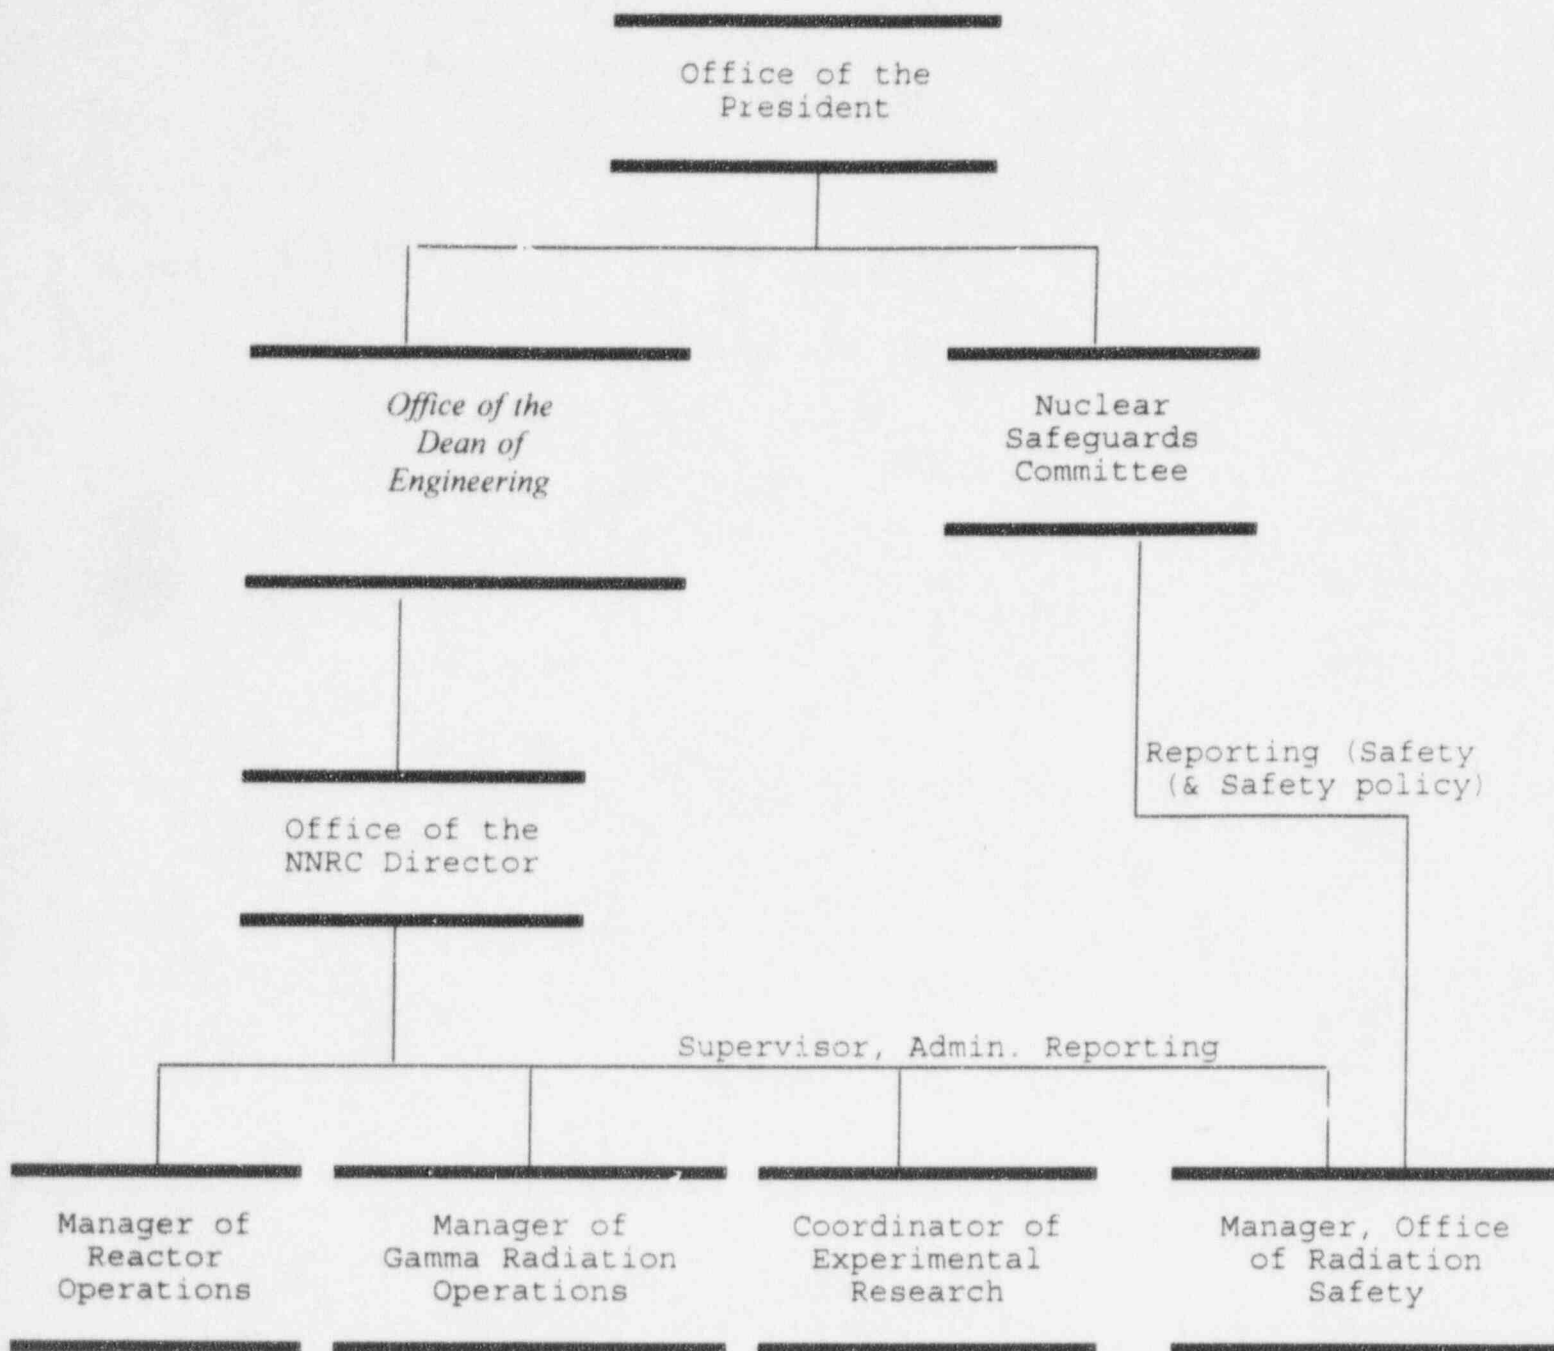 Office of the
President
Office of the
Dean of
Engineering
Nuclear
Safeguards
Committee
Reporting (Safety
(& Safety policy)
Office of the
NNRC Director
Supervisor, Admin. Reporting
Manager of
Reactor
Operations
Manager of
Gamma Radiation
Operations
Coordinator of
Experimental
Research
Manager, Office
of Radiation
Safety